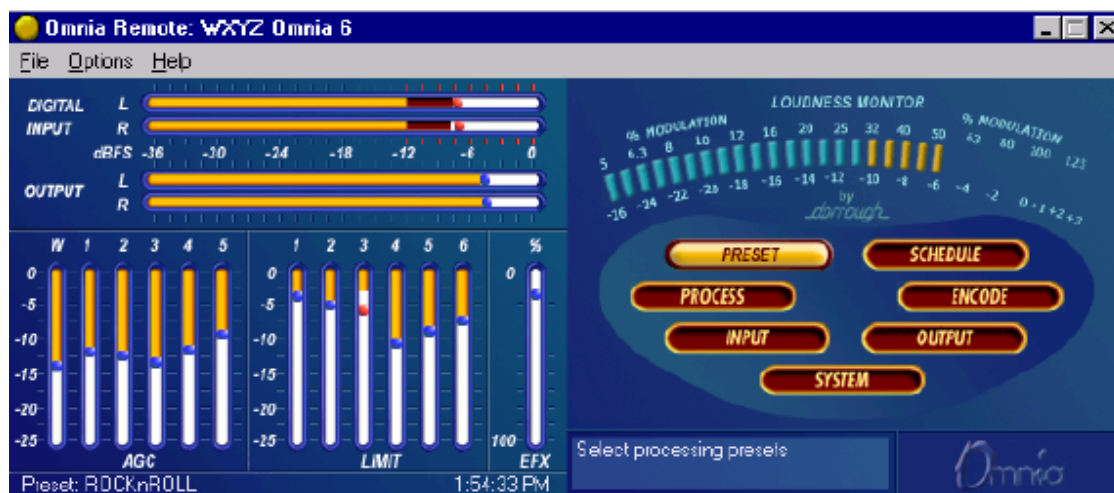 Omnia Remote: WXYZ Omnia 6
File Options Help
DIGITAL INPUT L
R
dBFS -36 -30 -24 -18 -12 -6 0
OUTPUT L
R
W 1 2 3 4 5
0
-5
-10
-15
-20
-25
AGC
1 2 3 4 5 6
0
-5
-10
-15
-20
-25
LIMIT
%
0
100
EFX
Preset: ROCKnROLL 1:54:33 PM
LOUDNESS MONITOR
% MODULATION
5 6.3 8 10 12 16 20 25 32 40 50 63 80 100 125
% MODULATION
-26 -24 -22 -20 -18 -16 -14 -12 -10 -8 -6 -4 -2 0 +1 +2 +3
by
dorrough
PRESET
SCHEDULE
PROCESS
ENCODE
INPUT
OUTPUT
SYSTEM
Select processing presets
Omnia